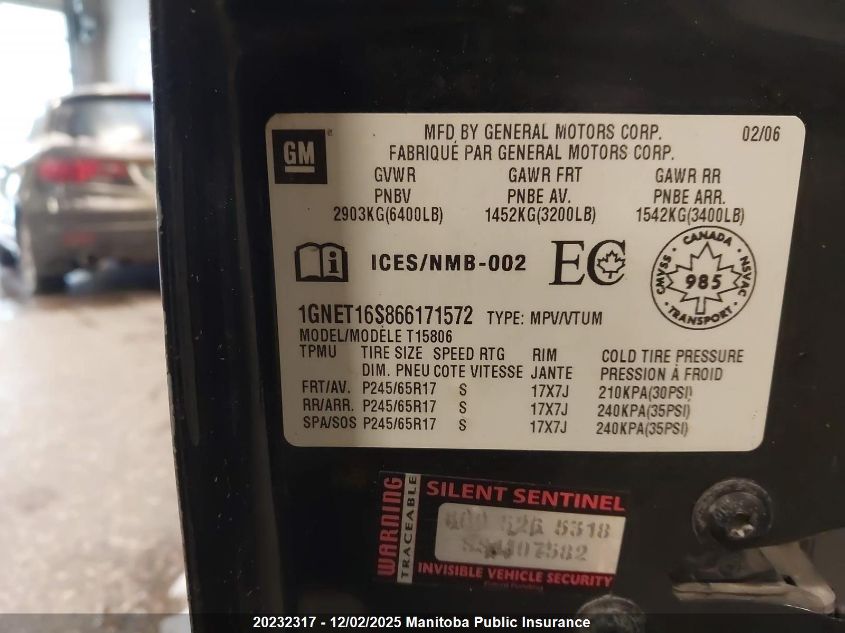 GM
MFD BY GENERAL MOTORS CORP. 02/06
FABRIQUÉ PAR GENERAL MOTORS CORP.
GVWR GAWR FRT GAWR RR
PNBV PNBE AV. PNBE ARR.
2903KG(6400LB) 1452KG(3200LB) 1542KG(3400LB)
i ICES/NMB-002 EC
CANADA CMVSS 985 NSVAC TRANSPORT
1GNET16S866171572 TYPE: MPV/VTUM
MODEL/MODÈLE T15806
TPMU TIRE SIZE SPEED RTG RIM COLD TIRE PRESSURE
DIM. PNEU COTE VITESSE JANTE PRESSION À FROID
FRT/AV. P245/65R17 S 17X7J 210KPA(30PSI)
RR/ARR. P245/65R17 S 17X7J 240KPA(35PSI)
SPA/SOS P245/65R17 S 17X7J 240KPA(35PSI)
WARNING
TRACEABLE
SILENT SENTINEL
5318
INVISIBLE VEHICLE SECURITY
20232317 - 12/02/2025 Manitoba Public Insurance